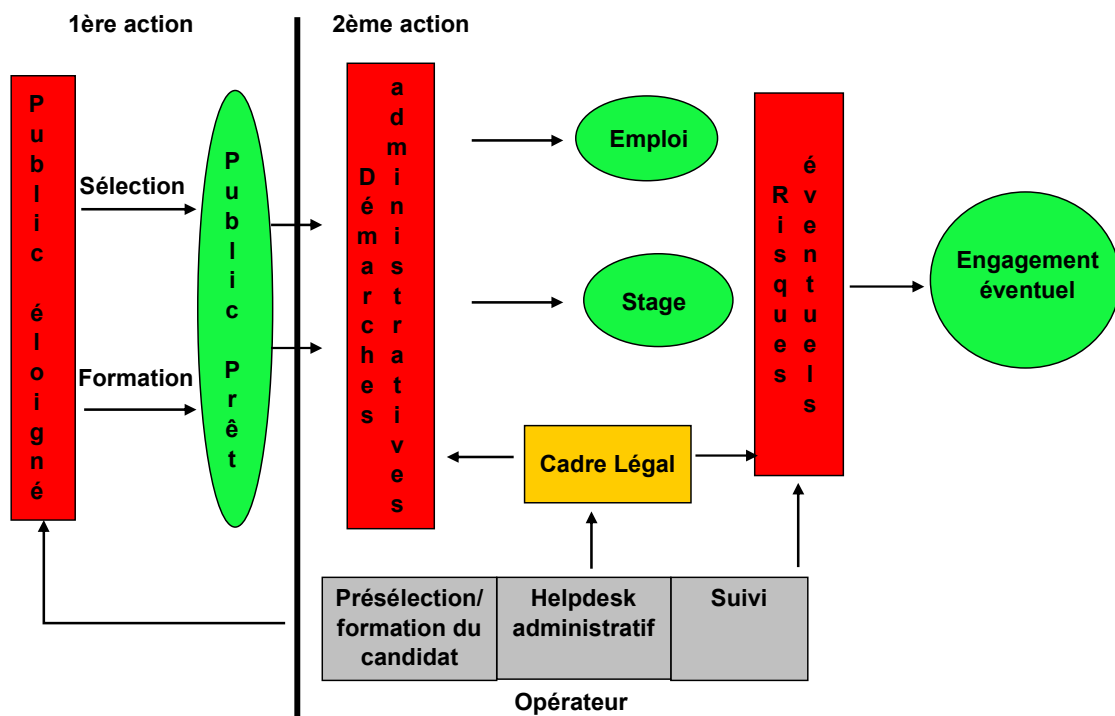 1ère action
2ème action
Public éloigné
Sélection
Formation
Public Prêt
Démarches
administratives
Emploi
Stage
Cadre Légal
Risques
éventuels
Engagement
éventuel
Présélection/
formation du
candidat
Helpdesk
administratif
Suivi
Opérateur